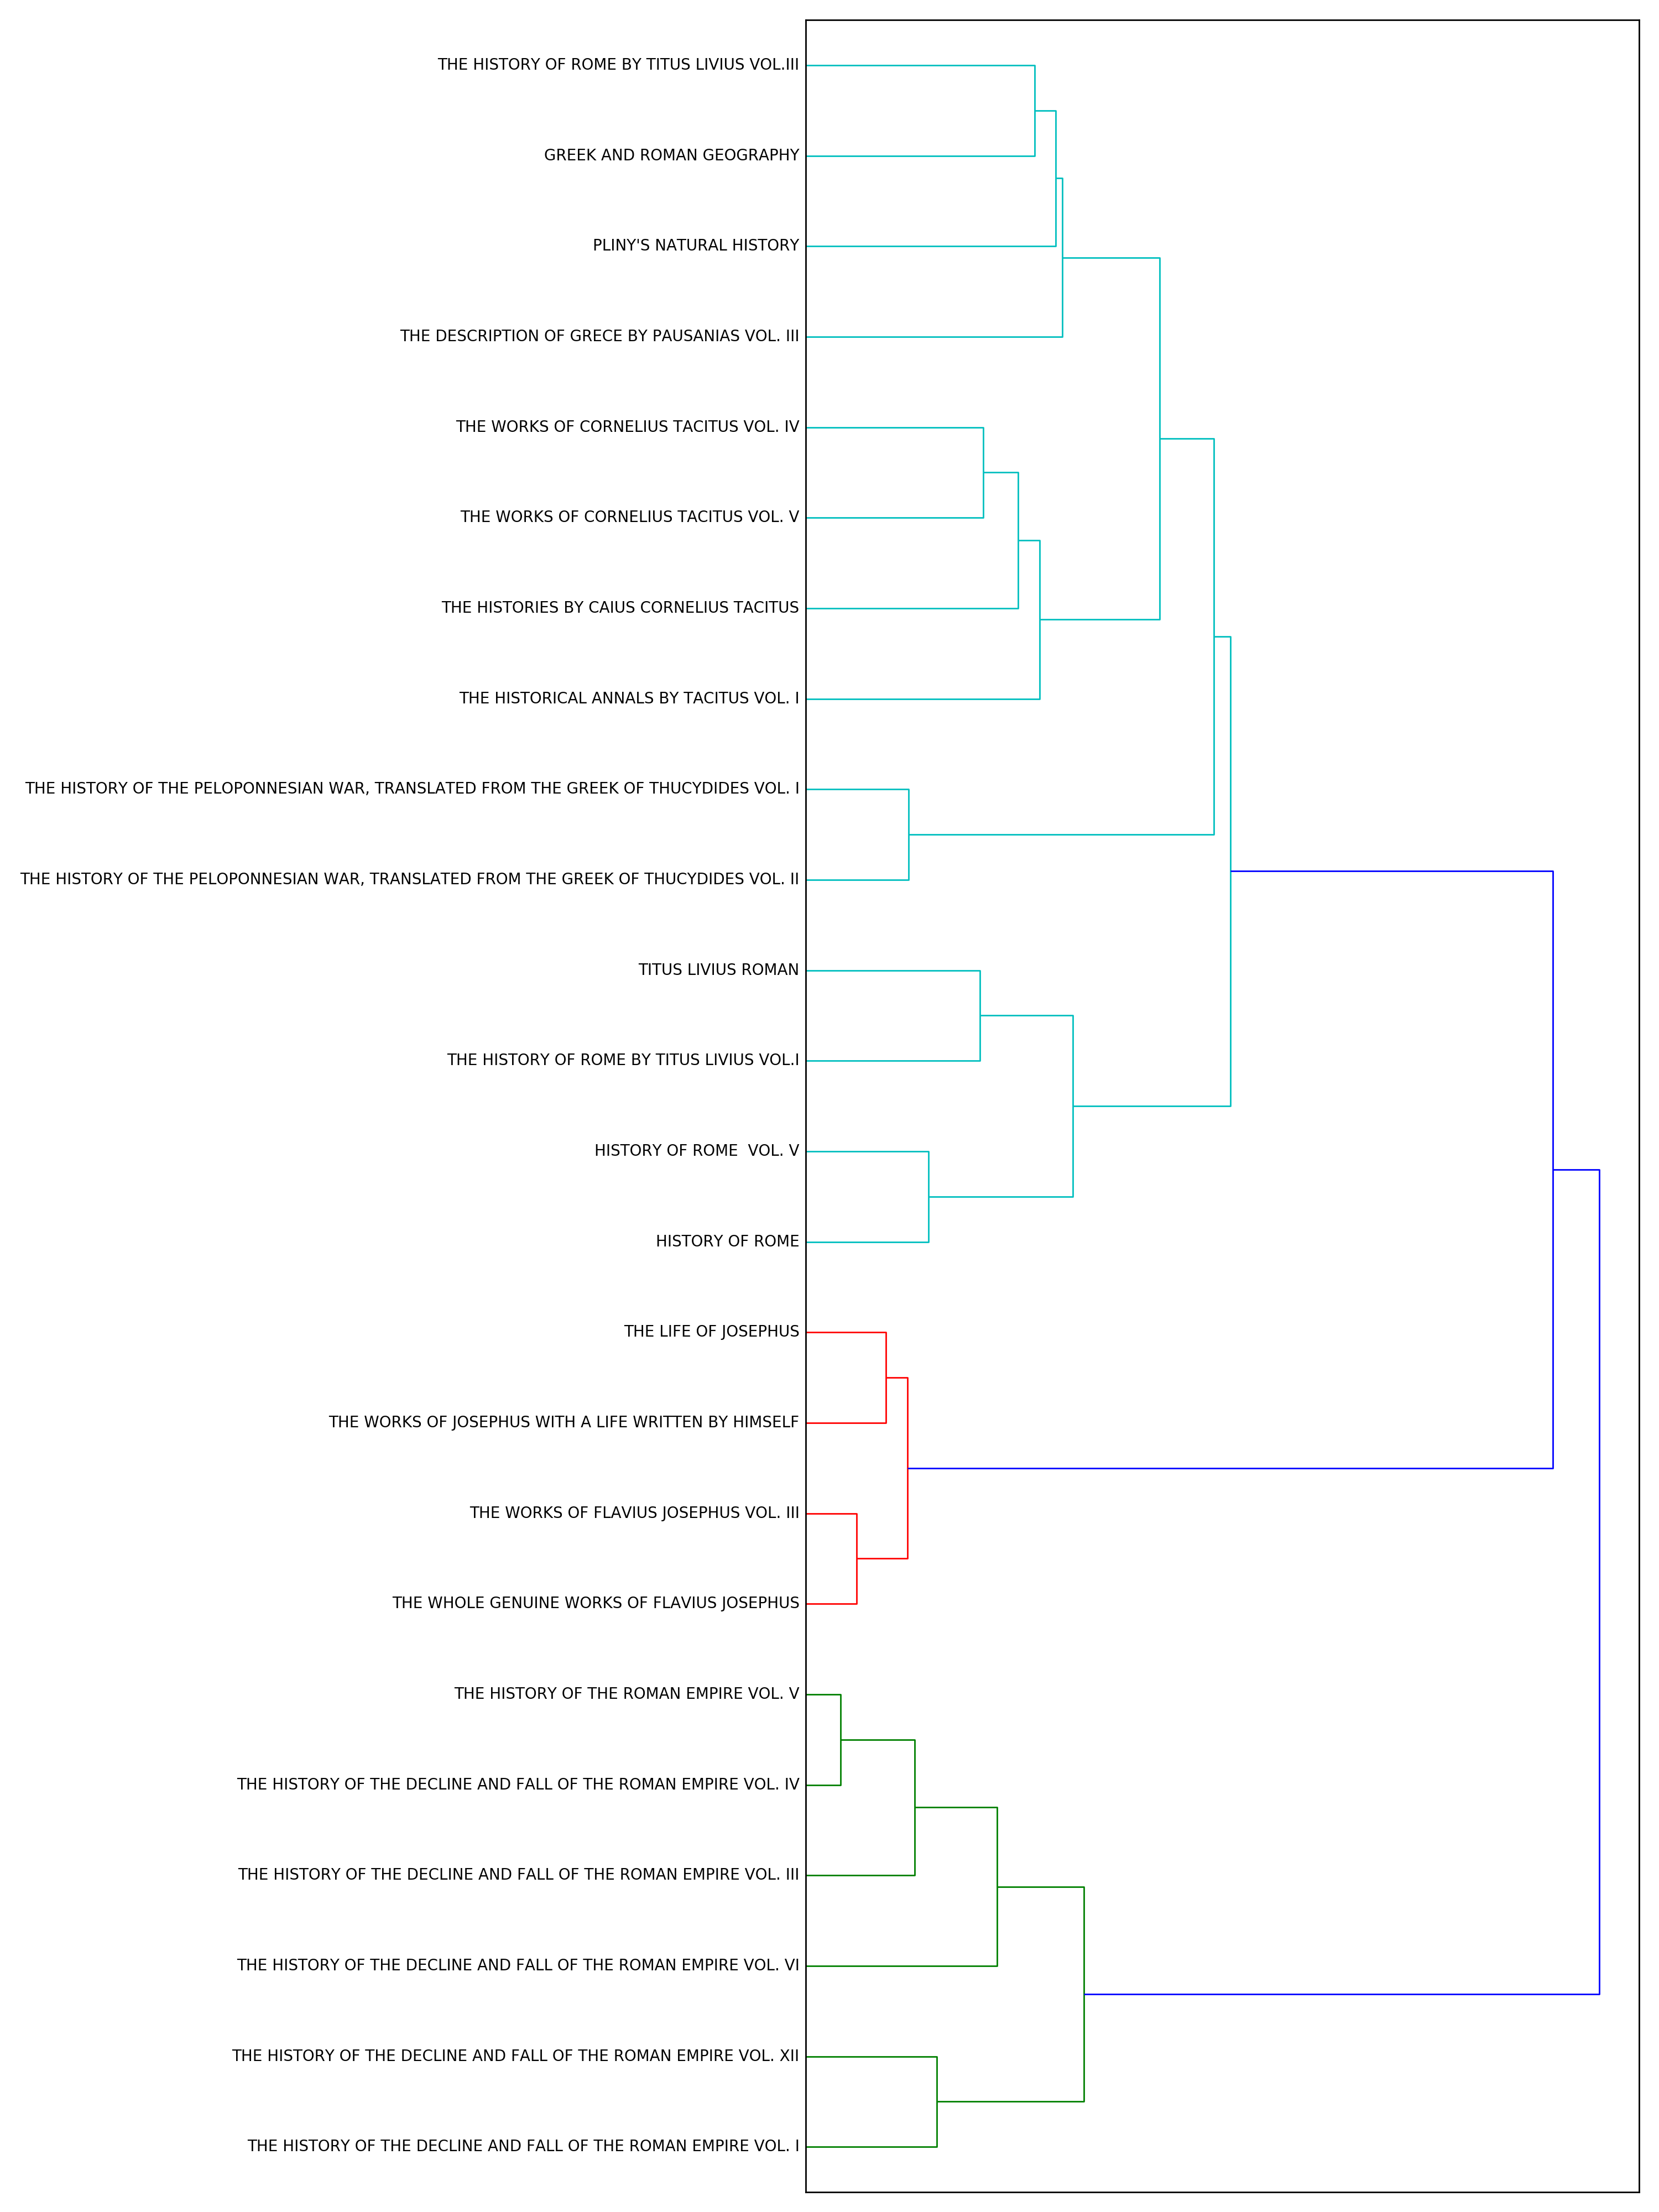 THE HISTORY OF ROME BY TITUS LIVIUS VOL.III
GREEK AND ROMAN GEOGRAPHY
PLINY'S NATURAL HISTORY
THE DESCRIPTION OF GRECE BY PAUSANIAS VOL. III
THE WORKS OF CORNELIUS TACITUS VOL. IV
THE WORKS OF CORNELIUS TACITUS VOL. V
THE HISTORIES BY CAIUS CORNELIUS TACITUS
THE HISTORICAL ANNALS BY TACITUS VOL. I
THE HISTORY OF THE PELOPONNESIAN WAR, TRANSLATED FROM THE GREEK OF THUCYDIDES VOL. I
THE HISTORY OF THE PELOPONNESIAN WAR, TRANSLATED FROM THE GREEK OF THUCYDIDES VOL. II
TITUS LIVIUS ROMAN
THE HISTORY OF ROME BY TITUS LIVIUS VOL.I
HISTORY OF ROME  VOL. V
HISTORY OF ROME
THE LIFE OF JOSEPHUS
THE WORKS OF JOSEPHUS WITH A LIFE WRITTEN BY HIMSELF
THE WORKS OF FLAVIUS JOSEPHUS VOL. III
THE WHOLE GENUINE WORKS OF FLAVIUS JOSEPHUS
THE HISTORY OF THE ROMAN EMPIRE VOL. V
THE HISTORY OF THE DECLINE AND FALL OF THE ROMAN EMPIRE VOL. IV
THE HISTORY OF THE DECLINE AND FALL OF THE ROMAN EMPIRE VOL. III
THE HISTORY OF THE DECLINE AND FALL OF THE ROMAN EMPIRE VOL. VI
THE HISTORY OF THE DECLINE AND FALL OF THE ROMAN EMPIRE VOL. XII
THE HISTORY OF THE DECLINE AND FALL OF THE ROMAN EMPIRE VOL. I